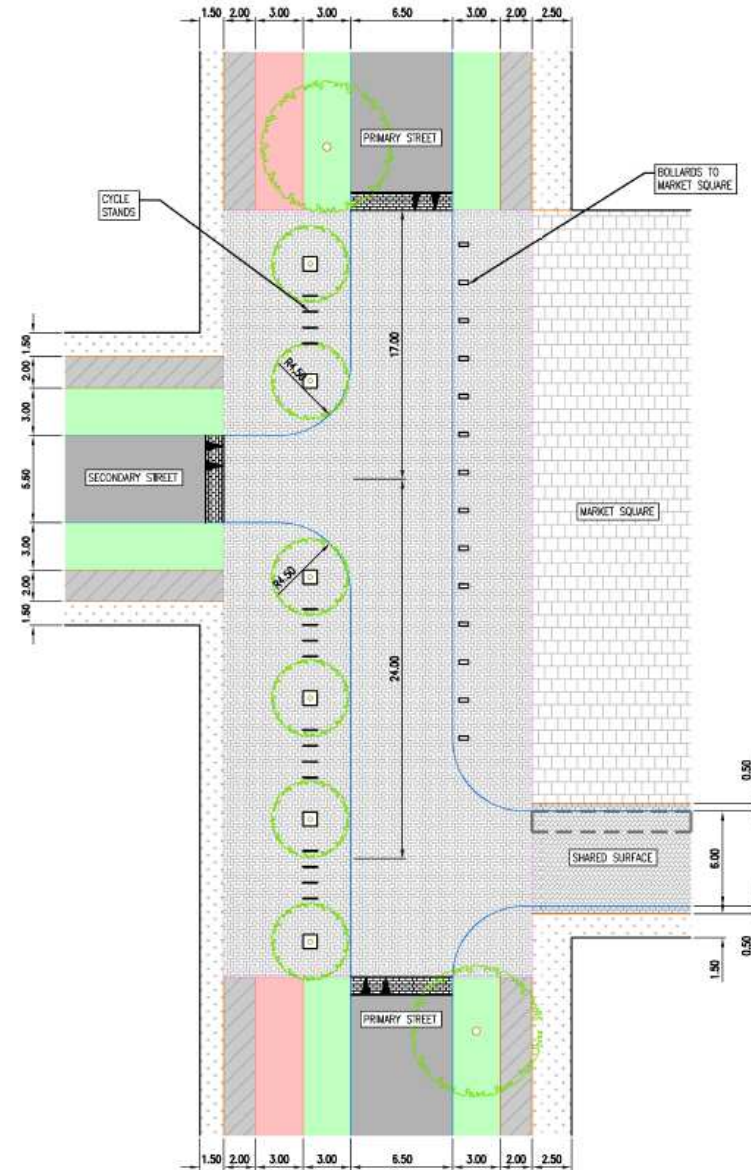 1.50 2.00 3.00 3.00 6.50 3.00 2.00 2.50
PRIMARY STREET
BOLLARDS TO
MARKET SQUARE
CYCLE
STANDS
17.00
1.50
2.00
3.00
5.50
3.00
2.00
1.50
R4.50
SECONDARY STREET
MARKET SQUARE
R4.50
24.00
0.50
SHARED SURFACE
6.00
0.50
1.50
PRIMARY STREET
1.50 2.00 3.00 3.00 6.50 3.00 2.00 2.50